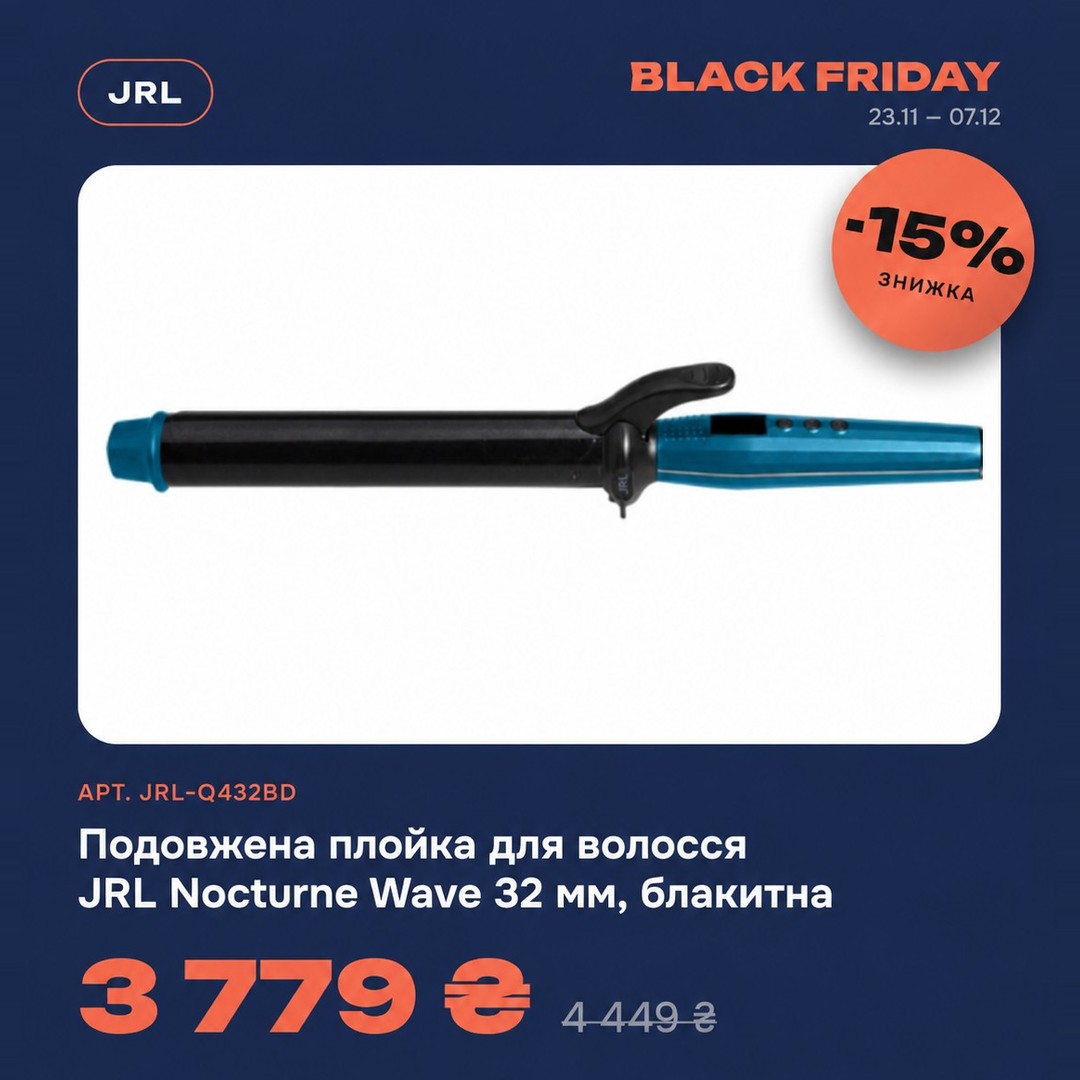 JRL
BLACK FRIDAY
23.11 – 07.12
-15%
ЗНИЖКА
JRL
АРТ. JRL-Q432BD
Подовжена плойка для волосся
JRL Nocturne Wave 32 мм, блакитна
3 779 ₴
4 449 ₴